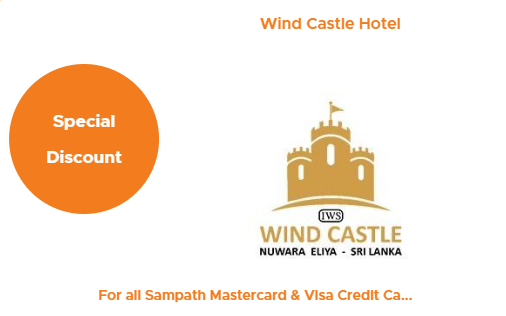 Wind Castle Hotel
Special
Discount
IWS
WIND CASTLE
NUWARA ELIYA - SRI LANKA
For all Sampath Mastercard & Visa Credit Ca...